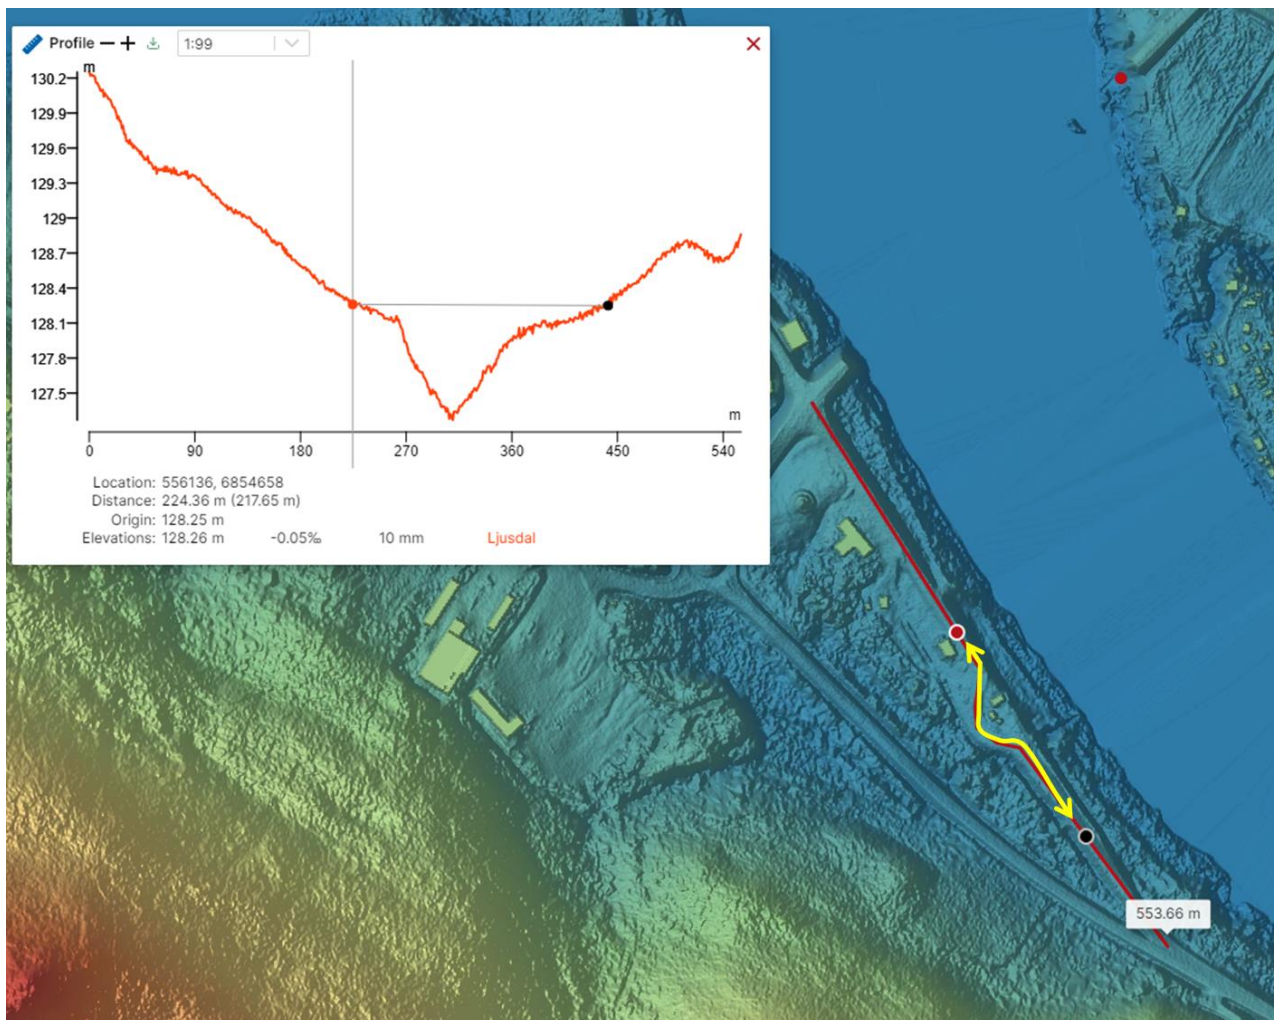 Profile 1:99
m
130.2
129.9
129.6
129.3
129
128.7
128.4
128.1
127.8
127.5
m
0 90 180 270 360 450 540
Location: 556136, 6854658
Distance: 224.36 m (217.65 m)
Origin: 128.25 m
Elevations: 128.26 m -0.05‰ 10 mm Ljusdal
553.66 m